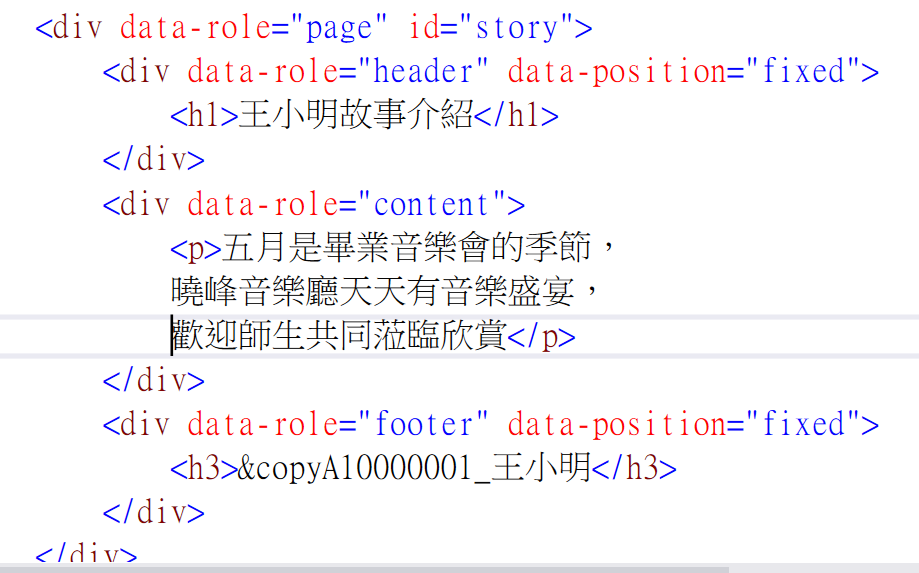 <div data-role="page" id="story">
<div data-role="header" data-position="fixed">
<h1>王小明故事介紹</h1>
</div>
<div data-role="content">
<p>五月是畢業音樂會的季節，
曉峰音樂廳天天有音樂盛宴，
歡迎師生共同蒞臨欣賞</p>
</div>
<div data-role="footer" data-position="fixed">
<h3>&copyA10000001_王小明</h3>
</div>
</div>